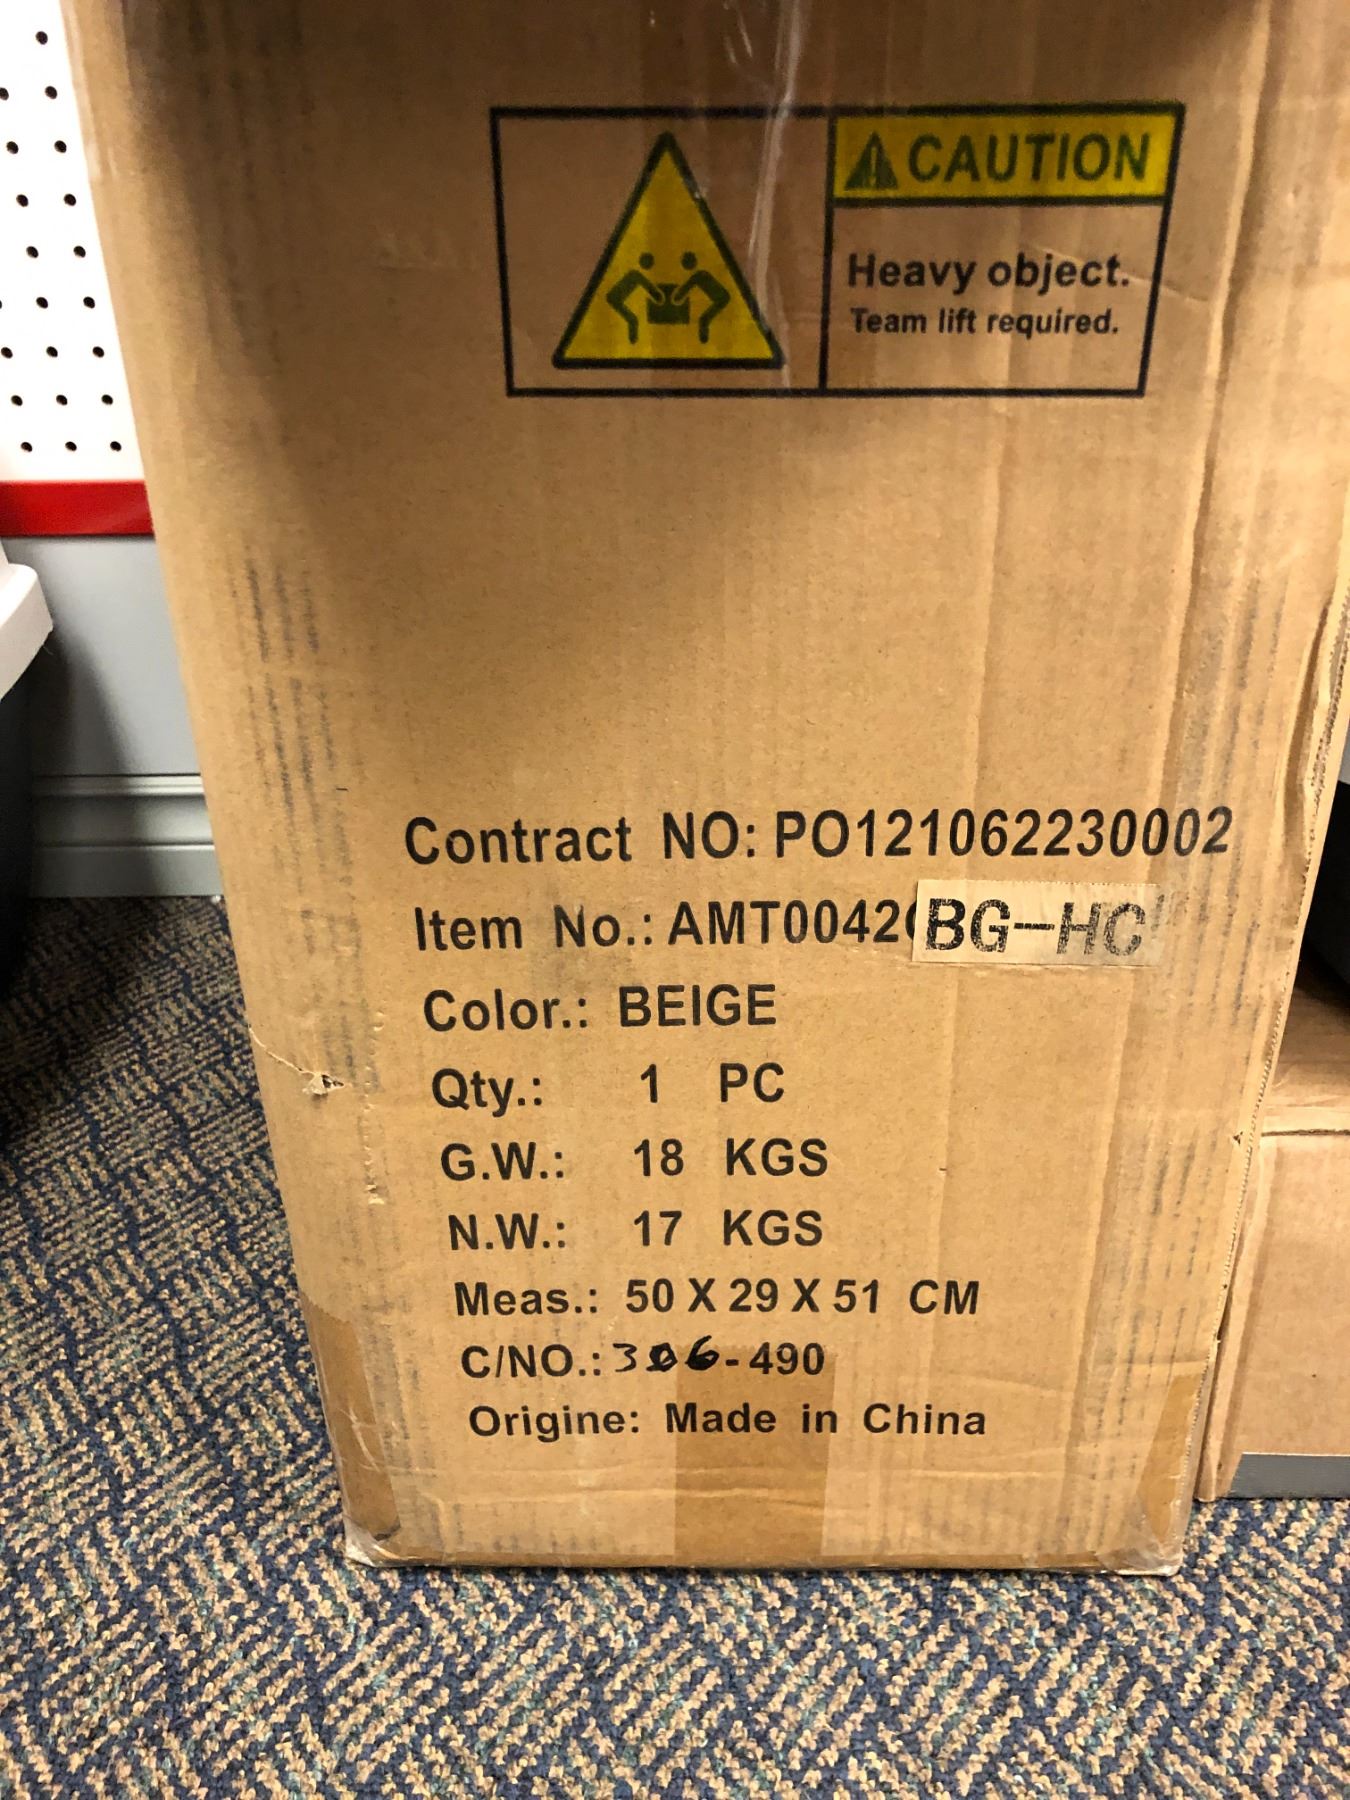 CAUTION
Heavy object.
Team lift required.
Contract NO: PO121062230002
Item No.: AMT0042 BG-HC
Color.: BEIGE
Qty.: 1 PC
G.W.: 18 KGS
N.W.: 17 KGS
Meas.: 50 X 29 X 51 CM
C/NO.: 306-490
Origine: Made in China